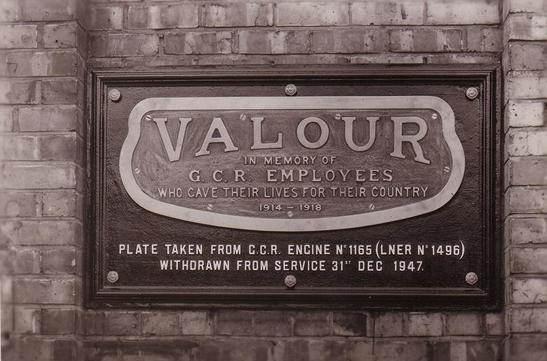 VALOUR
IN MEMORY OF
G.C.R. EMPLOYEES
WHO GAVE THEIR LIVES FOR THEIR COUNTRY
1914 - 1918
PLATE TAKEN FROM G.C.R. ENGINE Nº 1165 (LNER Nº 1496)
WITHDRAWN FROM SERVICE 31ST DEC 1947.